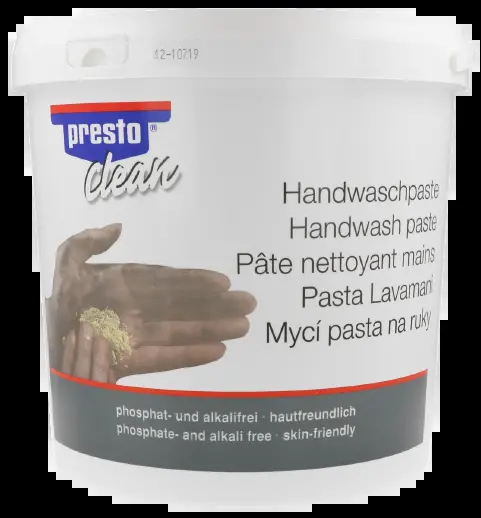 42-10719
presto®
clean
Handwaschpaste
Handwash paste
Pâte nettoyant mains
Pasta Lavamani
Mycí pasta na ruky
phosphat- und alkalifrei · hautfreundlich
phosphate- and alkali free · skin-friendly